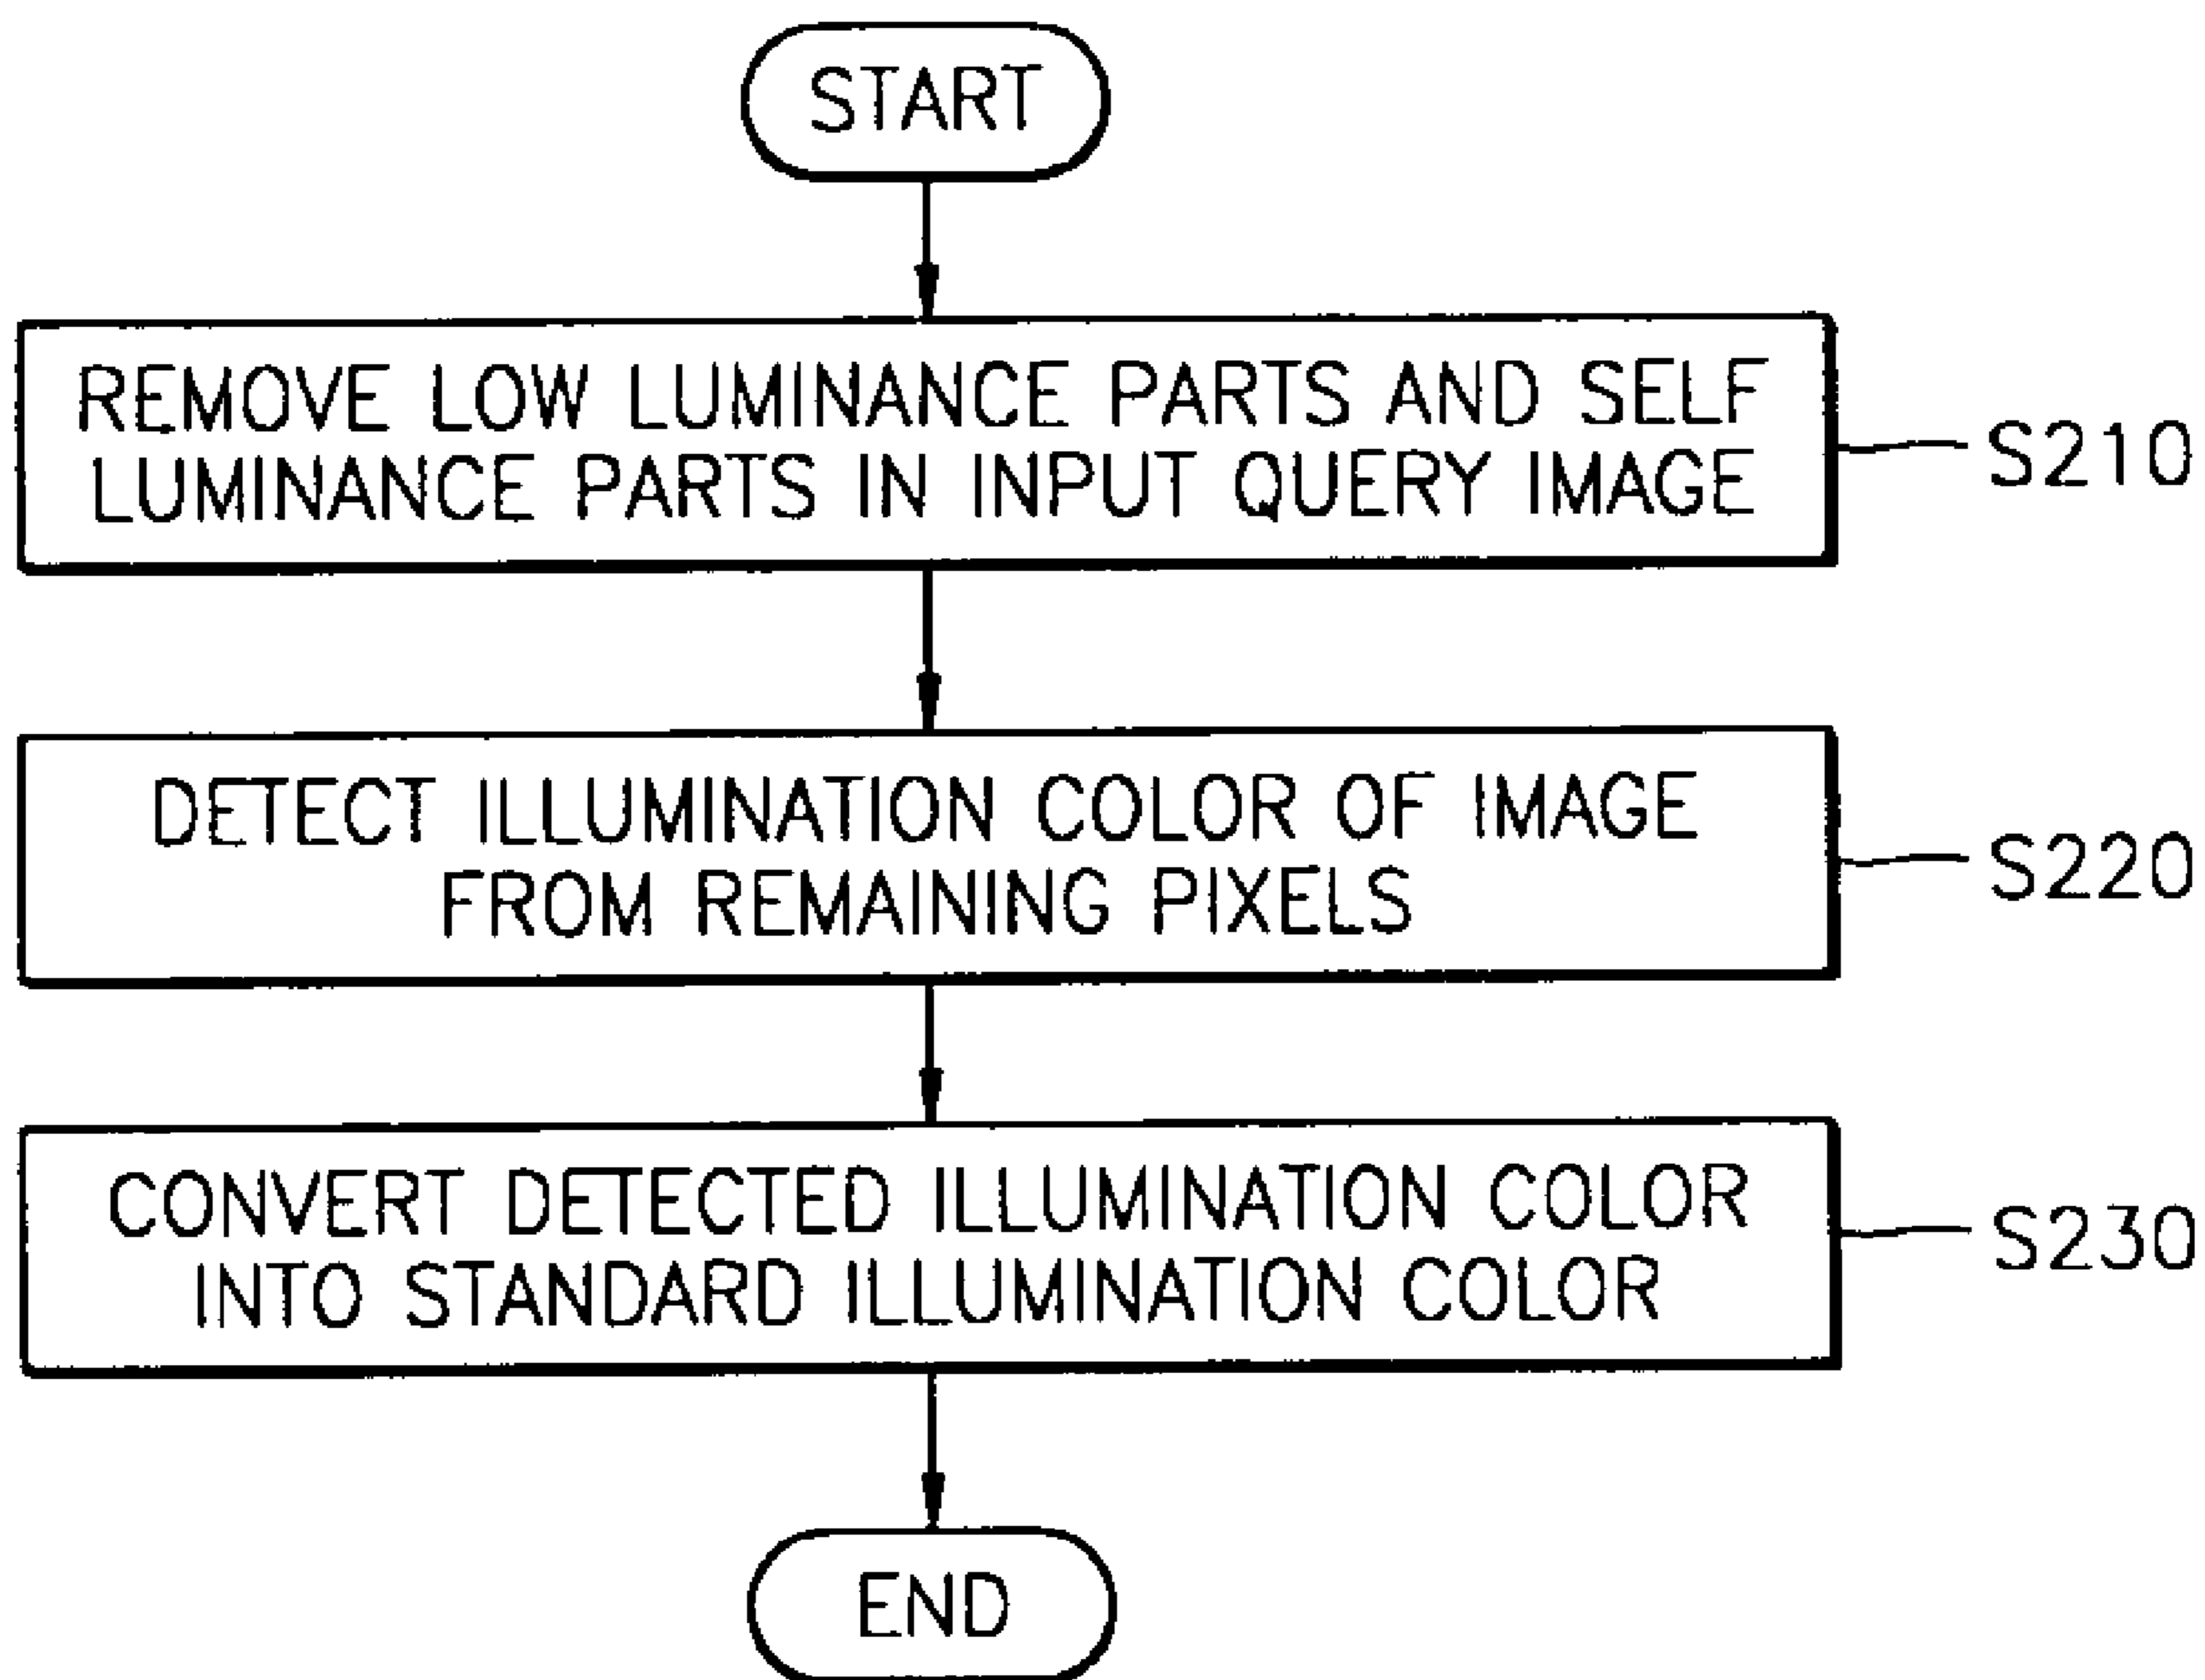 START
REMOVE LOW LUMINANCE PARTS AND SELF
LUMINANCE PARTS IN INPUT QUERY IMAGE
S210
DETECT ILLUMINATION COLOR OF IMAGE
FROM REMAINING PIXELS
S220
CONVERT DETECTED ILLUMINATION COLOR
INTO STANDARD ILLUMINATION COLOR
S230
END